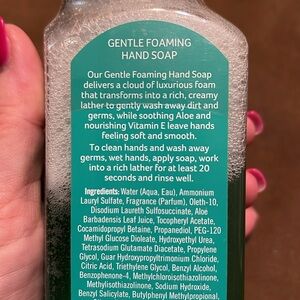 GENTLE FOAMING
HAND SOAP
Our Gentle Foaming Hand Soap
delivers a cloud of luxurious foam
that transforms into a rich, creamy
lather to gently wash away dirt and
germs, while soothing Aloe and
nourishing Vitamin E leave hands
feeling soft and smooth.
To clean hands and wash away
germs, wet hands, apply soap, work
into a rich lather for at least 20
seconds and rinse well.
Ingredients: Water (Aqua, Eau), Ammonium
Lauryl Sulfate, Fragrance (Parfum), Oleth-10,
Disodium Laureth Sulfosuccinate, Aloe
Barbadensis Leaf Juice, Tocopheryl Acetate,
Cocamidopropyl Betaine, Propanediol, PEG-120
Methyl Glucose Dioleate, Hydroxyethyl Urea,
Tetrasodium Glutamate Diacetate, Propylene
Glycol, Guar Hydroxypropyltrimonium Chloride,
Citric Acid, Triethylene Glycol, Benzyl Alcohol,
Benzophenone-4, Methylchloroisothiazolinone,
Methylisothiazolinone, Sodium Hydroxide,
Benzyl Salicylate, Butylphenyl Methylpropional,